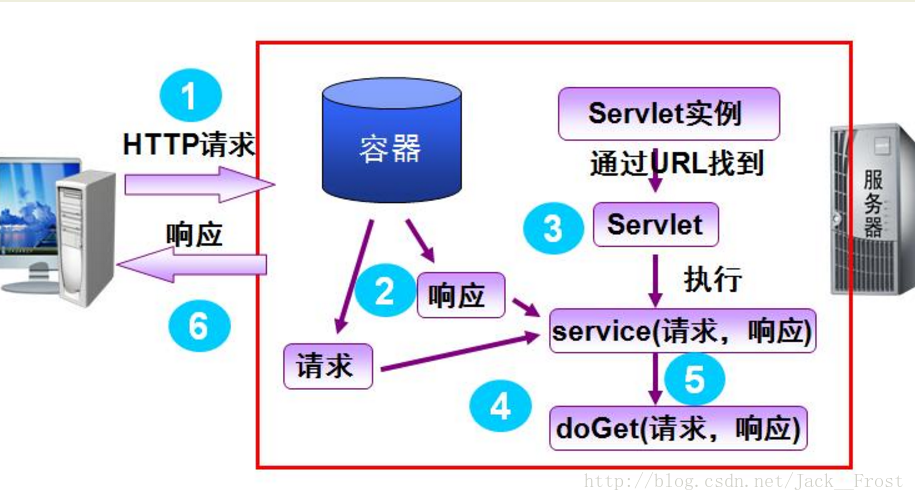 1
HTTP请求
容器
Servlet实例
通过URL找到
服务器
响应
3
Servlet
2
响应
执行
6
service(请求，响应)
请求
5
4
doGet(请求，响应)
http://blog.csdn.net/Jack__Frost